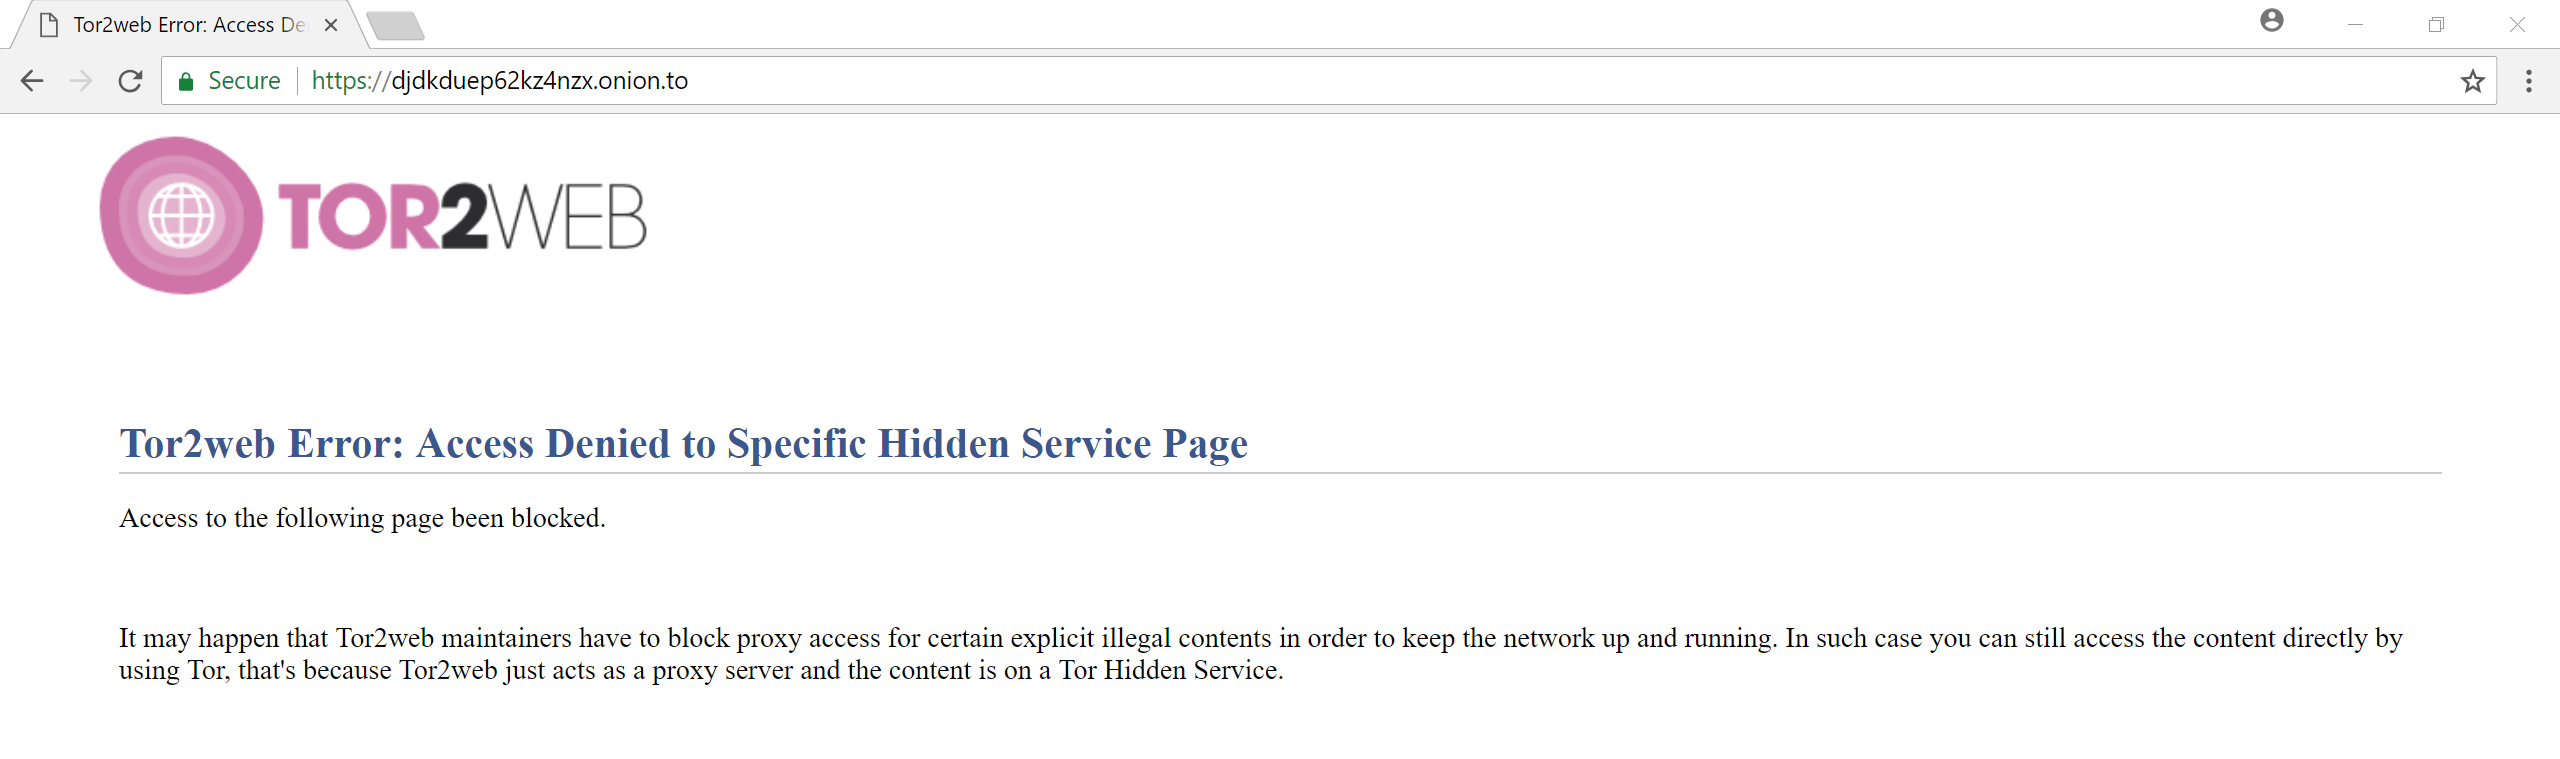 Tor2web Error: Access De
Secure https://djdkduep62kz4nzx.onion.to
TOR2WEB
Tor2web Error: Access Denied to Specific Hidden Service Page
Access to the following page been blocked.
It may happen that Tor2web maintainers have to block proxy access for certain explicit illegal contents in order to keep the network up and running. In such case you can still access the content directly by
using Tor, that's because Tor2web just acts as a proxy server and the content is on a Tor Hidden Service.